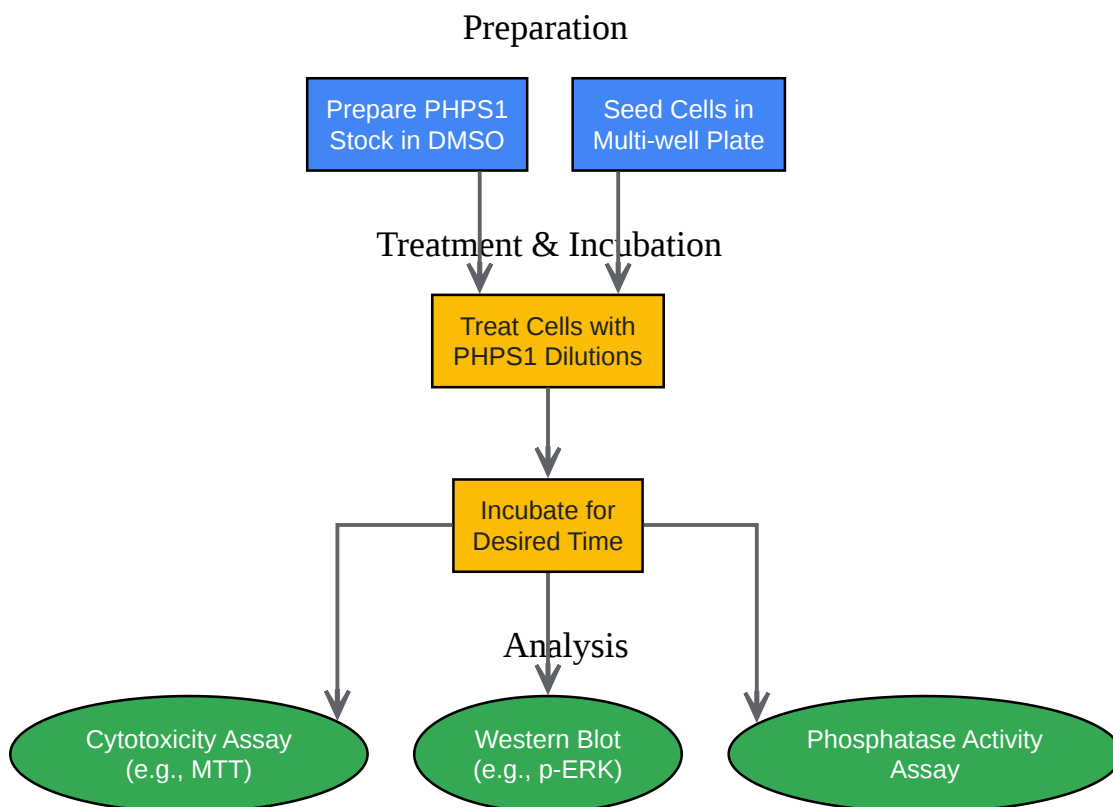 Preparation
Prepare PHPS1
Stock in DMSO
Seed Cells in
Multi-well Plate
Treatment & Incubation
Treat Cells with
PHPS1 Dilutions
Incubate for
Desired Time
Analysis
Cytotoxicity Assay
(e.g., MTT)
Western Blot
(e.g., p-ERK)
Phosphatase Activity
Assay